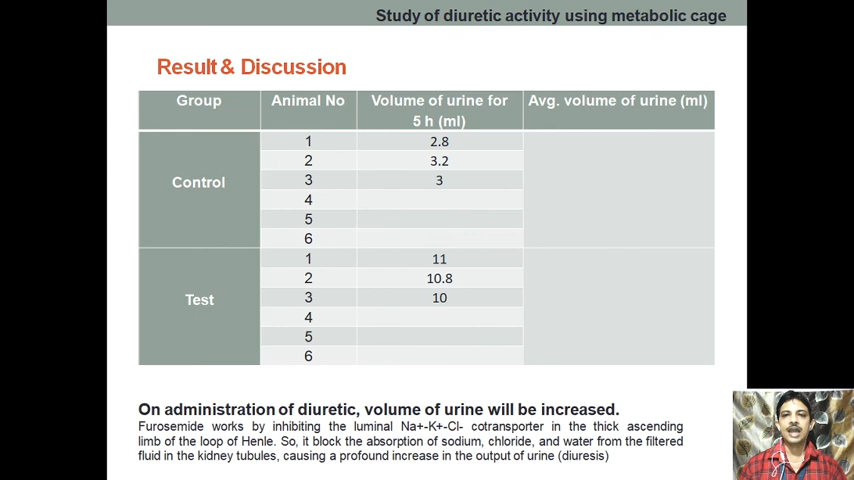 Study of diuretic activity using metabolic cage
Result & Discussion
Group Animal No Volume of urine for 5 h (ml) Avg. volume of urine (ml)
Control
1 2.8
2 3.2
3 3
4
5
6
Test
1 11
2 10.8
3 10
4
5
6
On administration of diuretic, volume of urine will be increased.
Furosemide works by inhibiting the luminal Na+-K+-Cl- cotransporter in the thick ascending
limb of the loop of Henle. So, it block the absorption of sodium, chloride, and water from the filtered
fluid in the kidney tubules, causing a profound increase in the output of urine (diuresis)